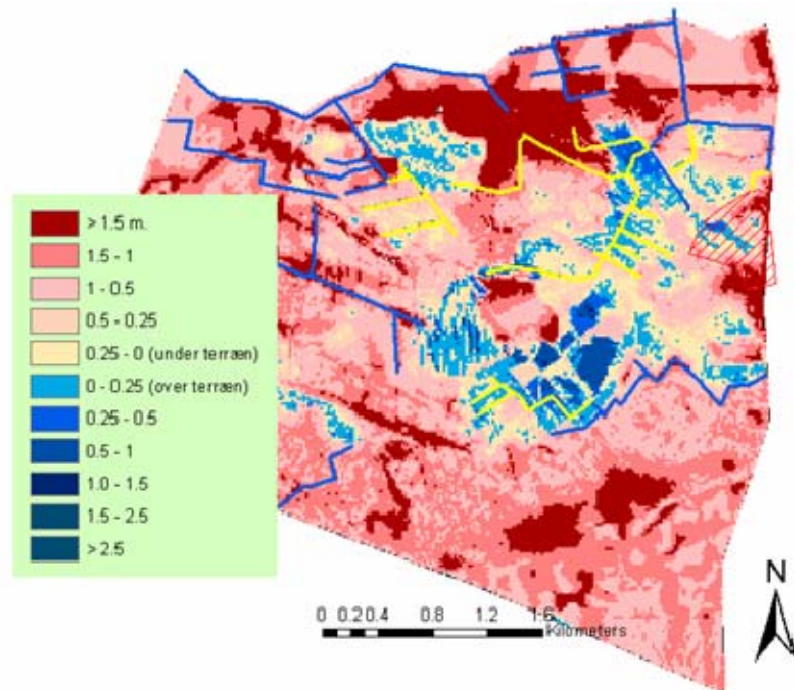 > 1.5 m.
1.5 - 1
1 - 0.5
0.5 - 0.25
0.25 - 0 (under terræn)
0 - 0.25 (over terræn)
0.25 - 0.5
0.5 - 1
1.0 - 1.5
1.5 - 2.5
> 2.5
N
0 0.20.4 0.8 1.2 1.6
Kilometers